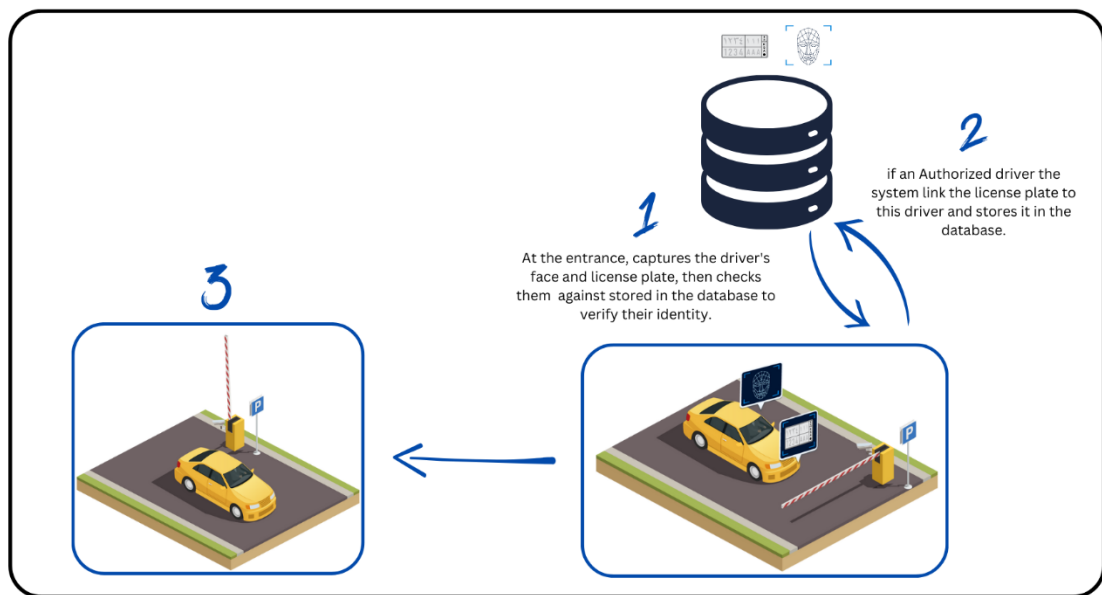 1234 888
1
At the entrance, captures the driver's
face and license plate, then checks
them against stored in the database to
verify their identity.
2
if an Authorized driver the
system link the license plate to
this driver and stores it in the
database.
3
P
P